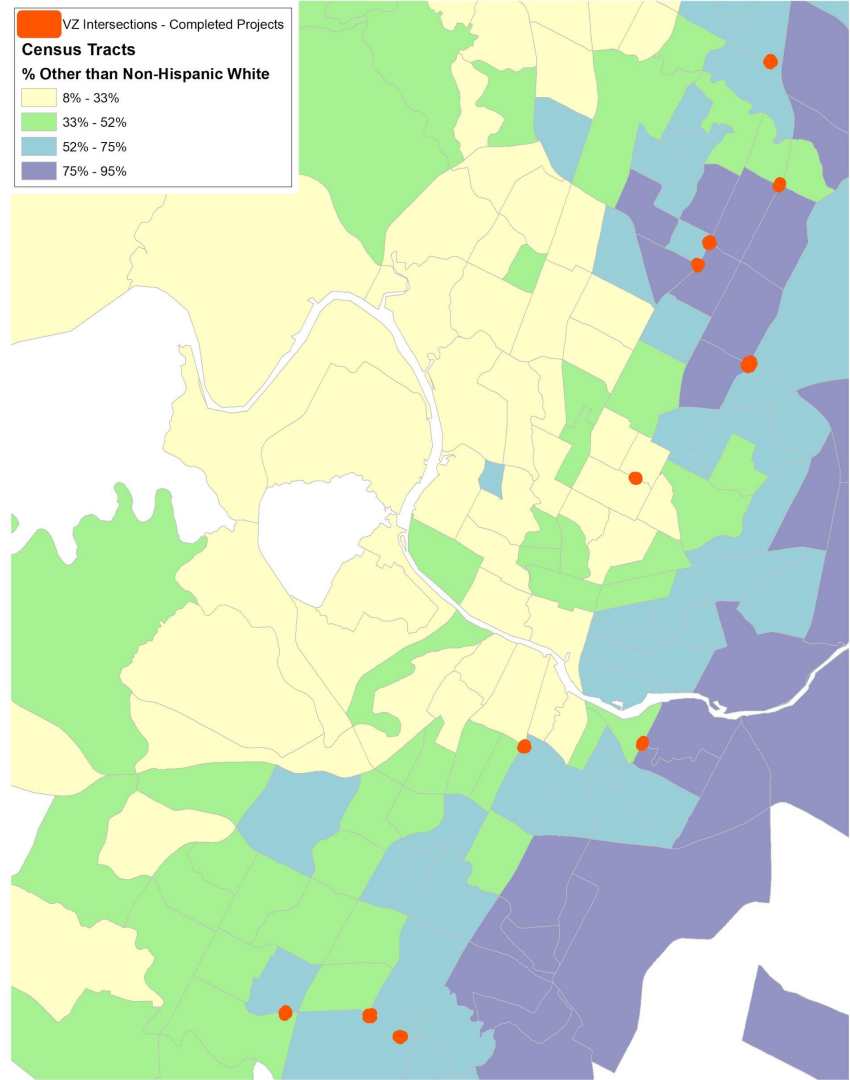 VZ Intersections - Completed Projects
Census Tracts
% Other than Non-Hispanic White
8% - 33%
33% - 52%
52% - 75%
75% - 95%